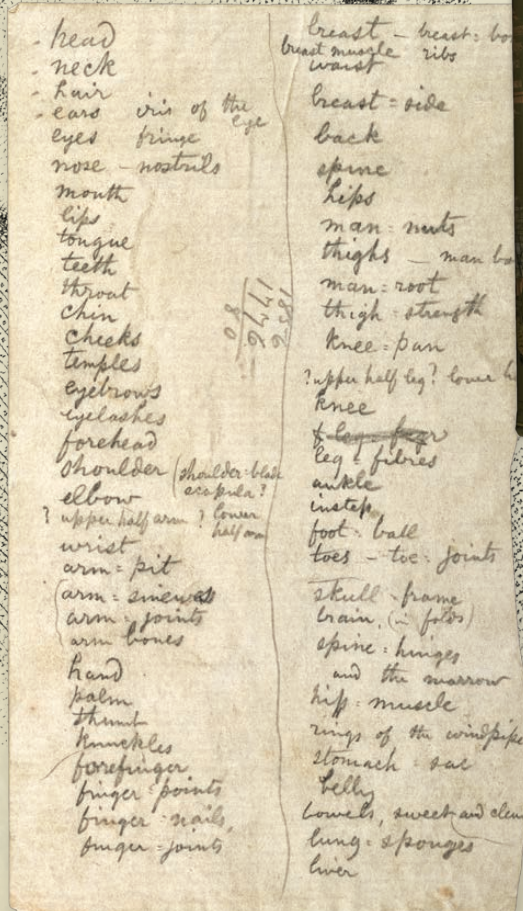 head
neck
hair
ears iris of the eye
eyes fringe
nose - nostrils
mouth
lips
tongue
teeth
throat
chin
cheeks
temples
eyebrows
eyelashes
forehead
shoulder (shoulder-blade
scapula?
elbow
? upper half arm ? lower
half arm
wrist
arm = pit
(arm = sinews
arm = joints
arm bones
hand
palm
thumb
knuckles
forefinger
finger = points
finger = nails,
finger = joints
1856
1776
80
breast - breast =
breast muscle ribs
waist
breast = side
back
spine
hips
man = nuts
thighs - man
man = root
thigh = strength
knee = pan
? upper half leg? lower
knee
leg = fibres
ankle
instep,
foot = ball
toes - toe = joints
skull - frame
brain, (in folds)
spine = hinges
and the marrow
hip = muscle
rings of the windpipe
stomach = sac
belly
bowels, sweet and
lung = sponges
liver